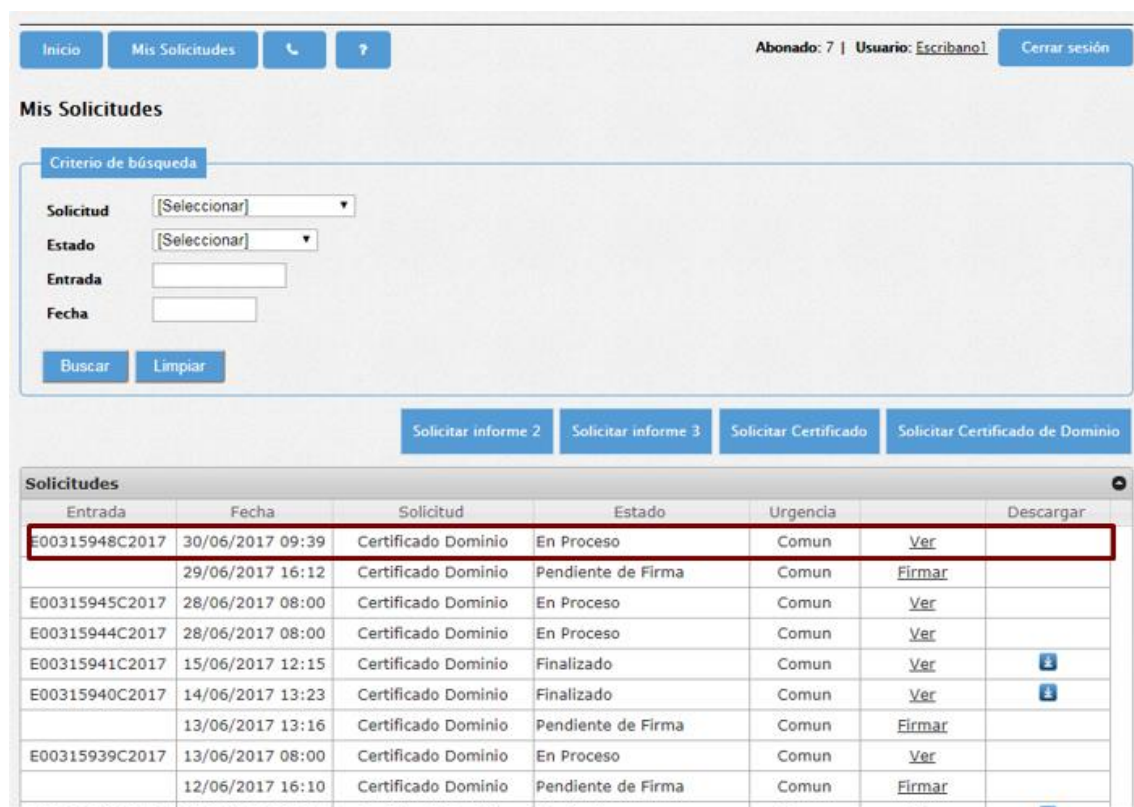 Inicio Mis Solicitudes ? Abonado: 7 | Usuario: Escribano1 Cerrar sesión
Mis Solicitudes
Criterio de búsqueda
Solicitud [Seleccionar]
Estado [Seleccionar]
Entrada
Fecha
Buscar Limpiar
Solicitar informe 2 Solicitar informe 3 Solicitar Certificado Solicitar Certificado de Dominio
Solicitudes
Entrada Fecha Solicitud Estado Urgencia Descargar
E00315948C2017 30/06/2017 09:39 Certificado Dominio En Proceso Comun Ver
29/06/2017 16:12 Certificado Dominio Pendiente de Firma Comun Firmar
E00315945C2017 28/06/2017 08:00 Certificado Dominio En Proceso Comun Ver
E00315944C2017 28/06/2017 08:00 Certificado Dominio En Proceso Comun Ver
E00315941C2017 15/06/2017 12:15 Certificado Dominio Finalizado Comun Ver
E00315940C2017 14/06/2017 13:23 Certificado Dominio Finalizado Comun Ver
13/06/2017 13:16 Certificado Dominio Pendiente de Firma Comun Firmar
E00315939C2017 13/06/2017 08:00 Certificado Dominio En Proceso Comun Ver
12/06/2017 16:10 Certificado Dominio Pendiente de Firma Comun Firmar